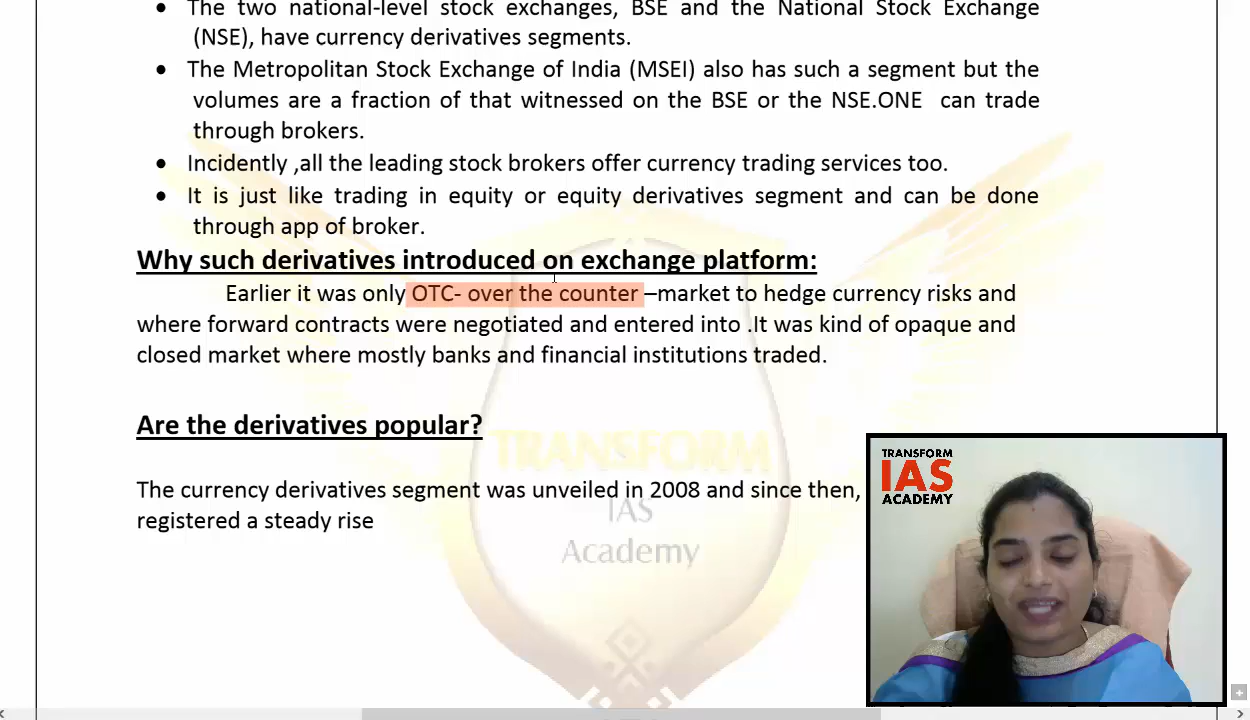 The two national-level stock exchanges, BSE and the National Stock Exchange
(NSE), have currency derivatives segments.
The Metropolitan Stock Exchange of India (MSEI) also has such a segment but the
volumes are a fraction of that witnessed on the BSE or the NSE.ONE can trade
through brokers.
Incidently ,all the leading stock brokers offer currency trading services too.
It is just like trading in equity or equity derivatives segment and can be done
through app of broker.
Why such derivatives introduced on exchange platform:
Earlier it was only OTC- over the counter –market to hedge currency risks and
where forward contracts were negotiated and entered into .It was kind of opaque and
closed market where mostly banks and financial institutions traded.
Are the derivatives popular?
The currency derivatives segment was unveiled in 2008 and since then,
registered a steady rise
TRANSFORM
IAS
Academy
TRANSFORM
IAS
ACADEMY